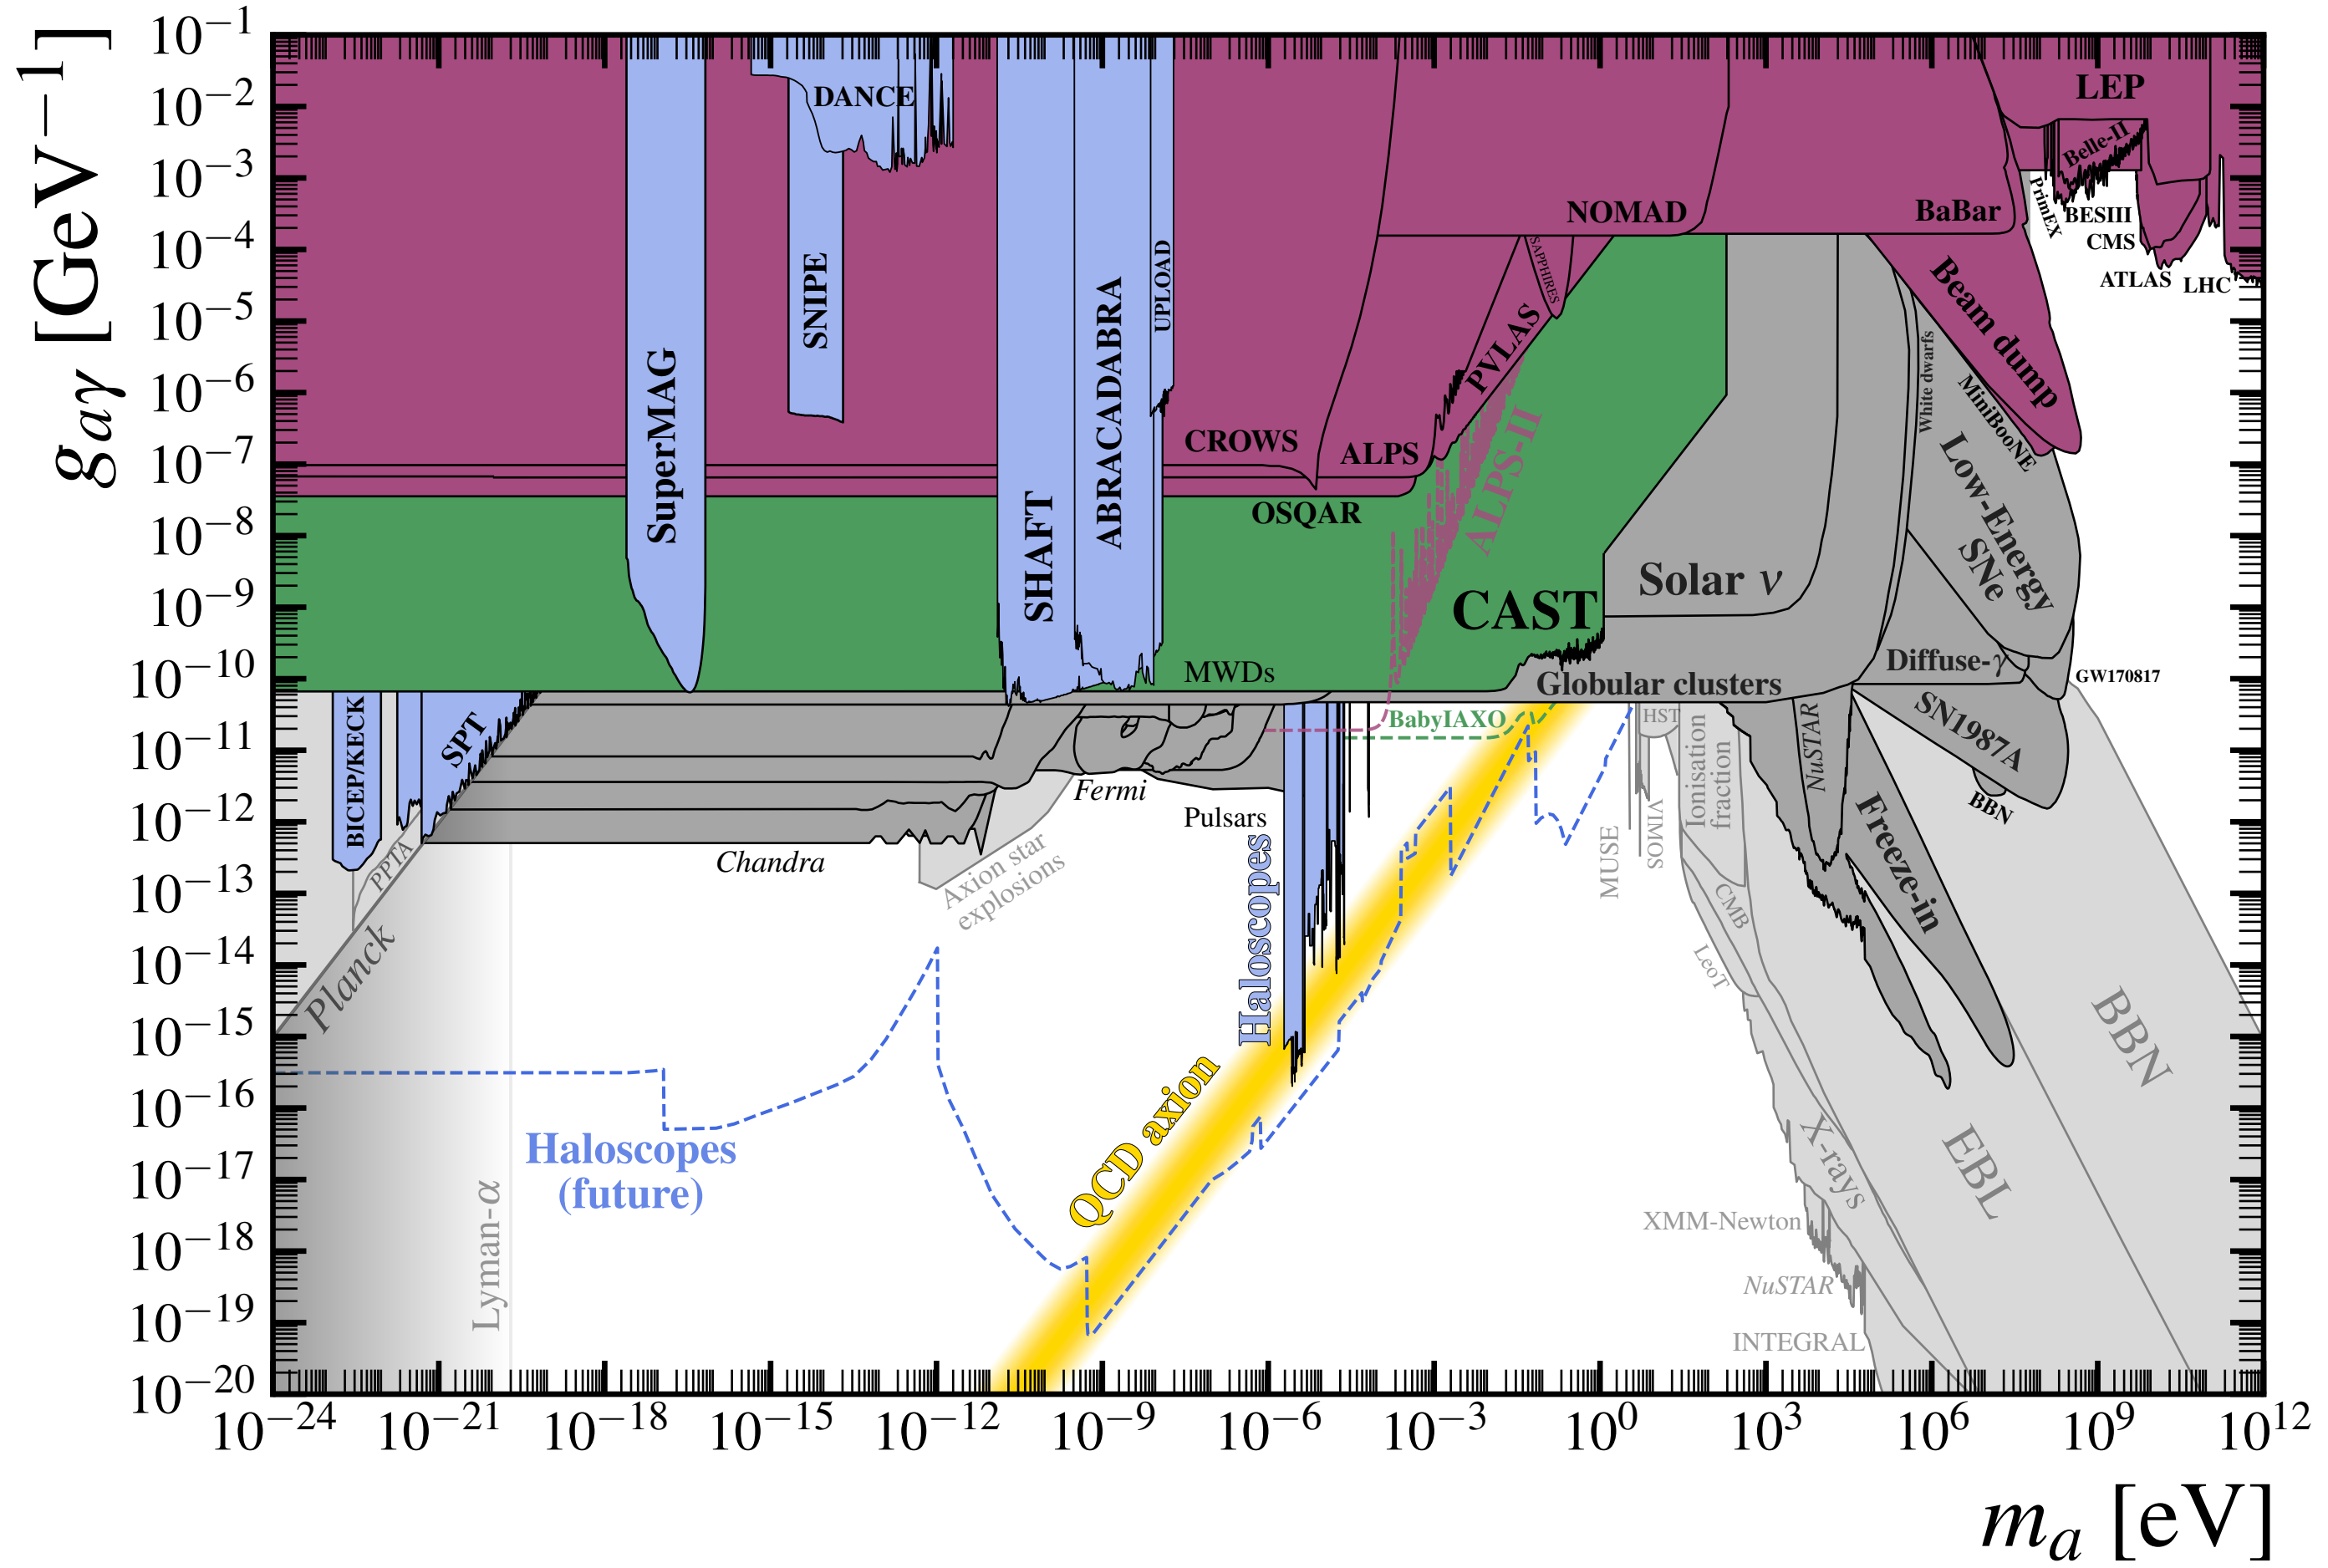 g_{aγ} [GeV^{−1}]
10^{−1}
10^{−2}
10^{−3}
10^{−4}
10^{−5}
10^{−6}
10^{−7}
10^{−8}
10^{−9}
10^{−10}
10^{−11}
10^{−12}
10^{−13}
10^{−14}
10^{−15}
10^{−16}
10^{−17}
10^{−18}
10^{−19}
10^{−20}
DANCE
LEP
Belle-II
PrimEX
BESIII
CMS
ATLAS
LHC
NOMAD
BaBar
SNIPE
UPLOAD
SAPPHIRES
Beam dump
SuperMAG
ABRACADABRA
PVLAS
White dwarfs
MiniBooNE
CROWS
ALPS
ALPS-II
OSQAR
SHAFT
Low-Energy
SNe
CAST
Solar ν
MWDs
Globular clusters
Diffuse-γ
GW170817
BICEP/KECK
SPT
BabyIAXO
HST
Ionisation
fraction
NuSTAR
SN1987A
Fermi
Pulsars
BBN
MUSE
VIMOS
Freeze-in
PPTA
Chandra
Axion star
explosions
Haloscopes
CMB
LeoT
Planck
BBN
QCD axion
Haloscopes
(future)
Lyman-α
X-rays
EBL
XMM-Newton
NuSTAR
INTEGRAL
10^{−24}
10^{−21}
10^{−18}
10^{−15}
10^{−12}
10^{−9}
10^{−6}
10^{−3}
10^{0}
10^{3}
10^{6}
10^{9}
10^{12}
m_a [eV]